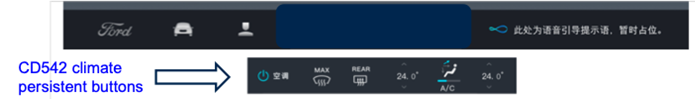 Ford
此处为语音引导提示语，暂时占位。
CD542 climate
persistent buttons
空调
MAX
REAR
24.0°
A/C
24.0°